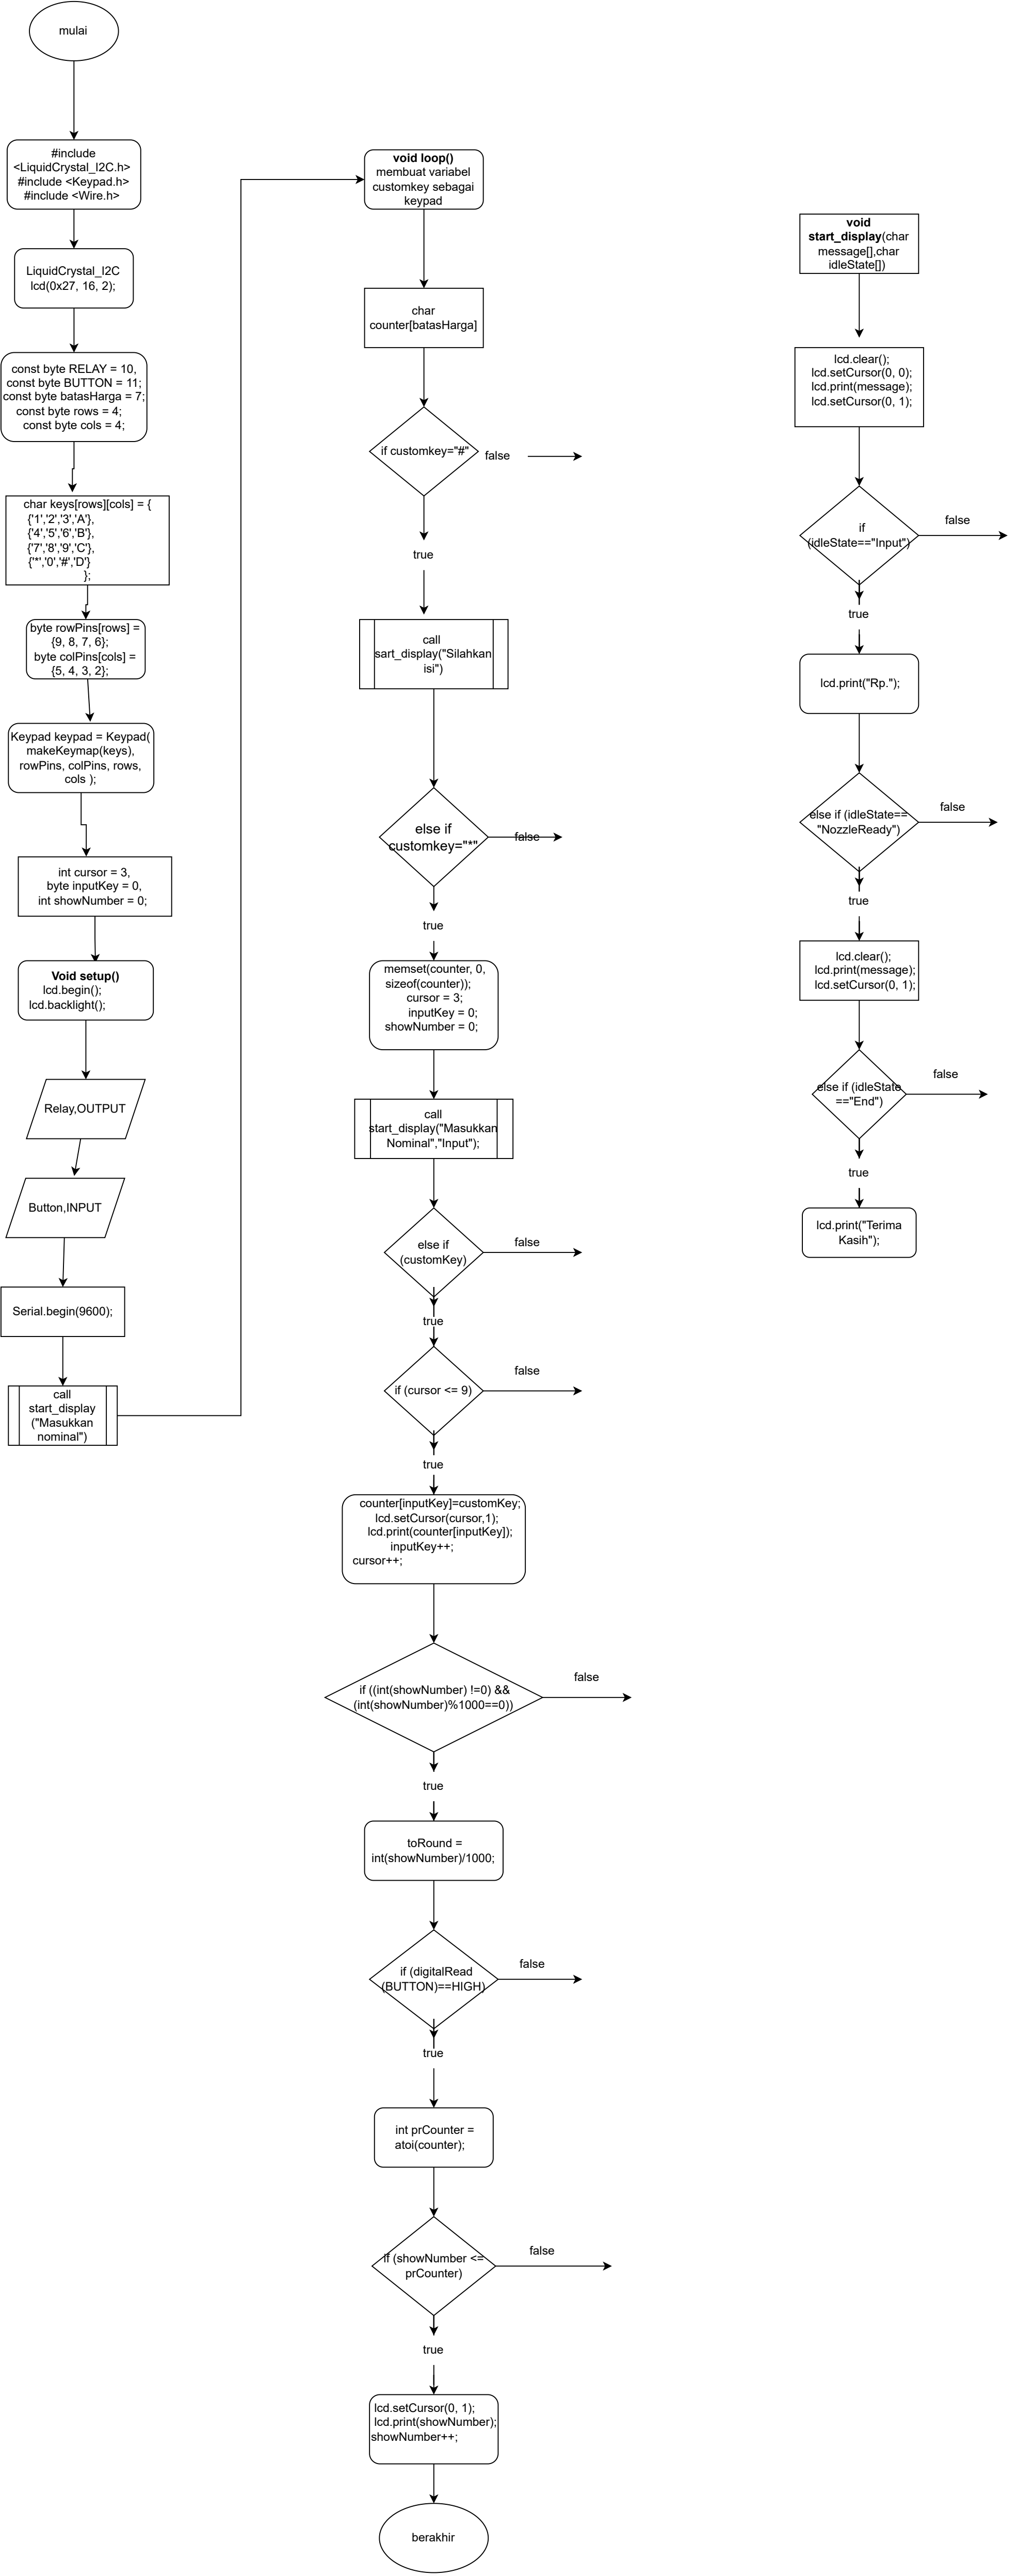 mulai
#include
<LiquidCrystal_I2C.h>
#include <Keypad.h>
#include <Wire.h>
LiquidCrystal_I2C
lcd(0x27, 16, 2);
const byte RELAY = 10,
const byte BUTTON = 11;
const byte batasHarga = 7;
const byte rows = 4;
const byte cols = 4;
char keys[rows][cols] = {
{'1','2','3','A'},
{'4','5','6','B'},
{'7','8','9','C'},
{'*','0','#','D'}
};
byte rowPins[rows] =
{9, 8, 7, 6};
byte colPins[cols] =
{5, 4, 3, 2};
Keypad keypad = Keypad(
makeKeymap(keys),
rowPins, colPins, rows,
cols );
int cursor = 3,
byte inputKey = 0,
int showNumber = 0;
Void setup()
lcd.begin();
lcd.backlight();
Relay,OUTPUT
Button,INPUT
Serial.begin(9600);
call
start_display
("Masukkan
nominal")
void loop()
membuat variabel
customkey sebagai
keypad
char
counter[batasHarga]
if customkey="#"
false
true
call
sart_display("Silahkan
isi")
else if
customkey="*"
false
true
memset(counter, 0,
sizeof(counter));
cursor = 3;
inputKey = 0;
showNumber = 0;
call
start_display("Masukkan
Nominal","Input");
else if
(customKey)
false
true
if (cursor <= 9)
false
true
counter[inputKey]=customKey;
lcd.setCursor(cursor,1);
lcd.print(counter[inputKey]);
inputKey++;
cursor++;
if ((int(showNumber) !=0) &&
(int(showNumber)%1000==0))
false
true
toRound =
int(showNumber)/1000;
if (digitalRead
(BUTTON)==HIGH)
false
true
int prCounter =
atoi(counter);
if (showNumber <=
prCounter)
false
true
lcd.setCursor(0, 1);
lcd.print(showNumber);
showNumber++;
berakhir
void
start_display(char
message[],char
idleState[])
lcd.clear();
lcd.setCursor(0, 0);
lcd.print(message);
lcd.setCursor(0, 1);
if
(idleState=="Input")
false
true
lcd.print("Rp.");
else if (idleState==
"NozzleReady")
false
true
lcd.clear();
lcd.print(message);
lcd.setCursor(0, 1);
else if (idleState
=="End")
false
true
lcd.print("Terima
Kasih");